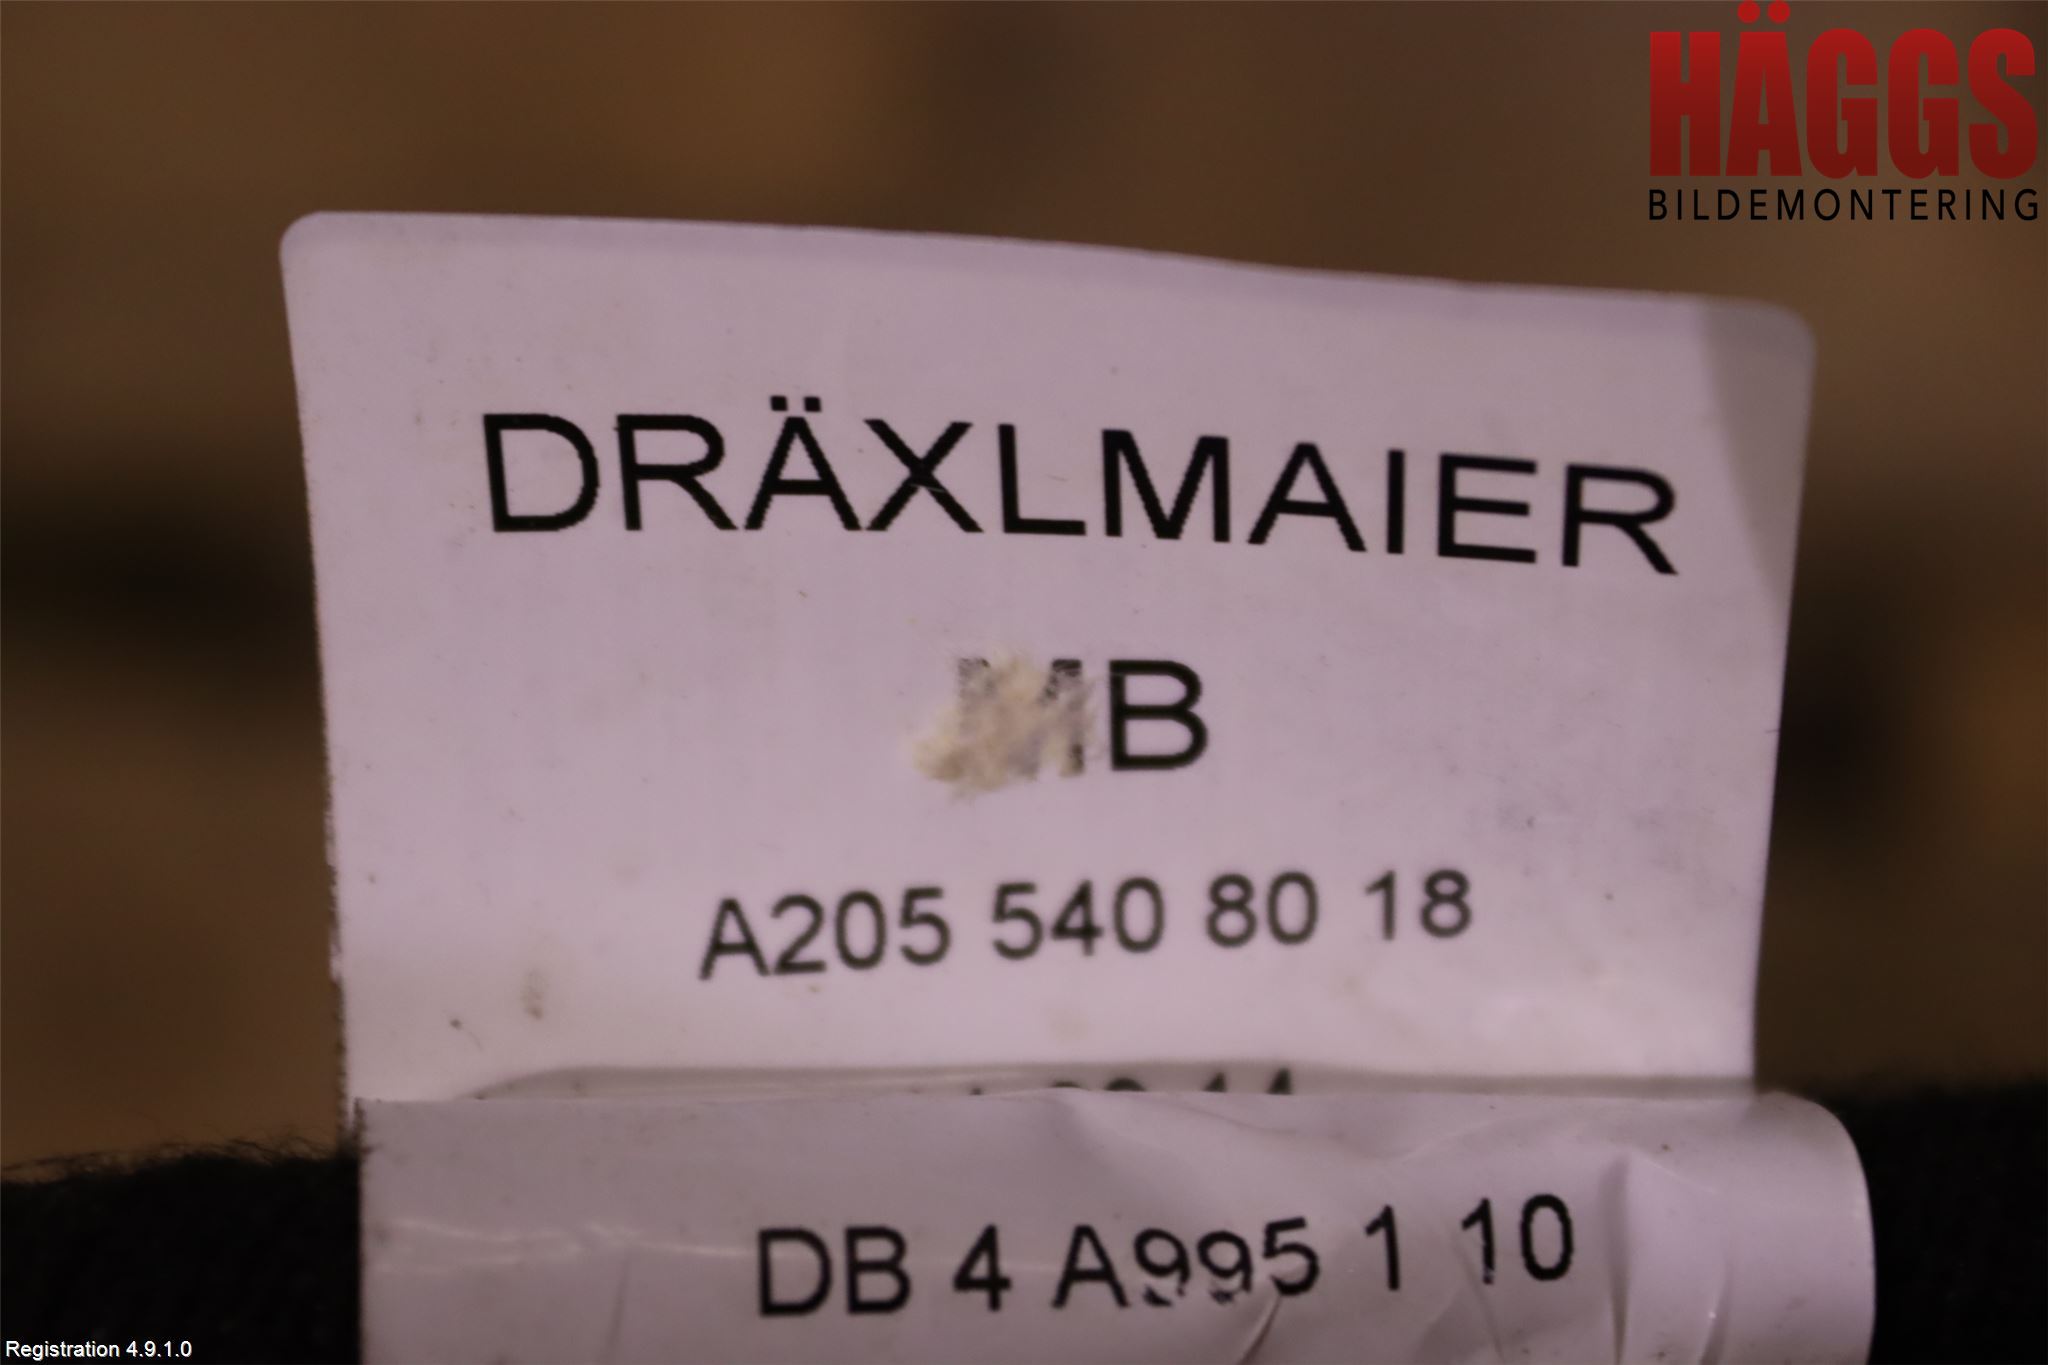 HÄGGS
BILDEMONTERING
DRÄXLMAIER
MB
A205 540 80 18
DB 4 A995 1 10
Registration 4.9.1.0